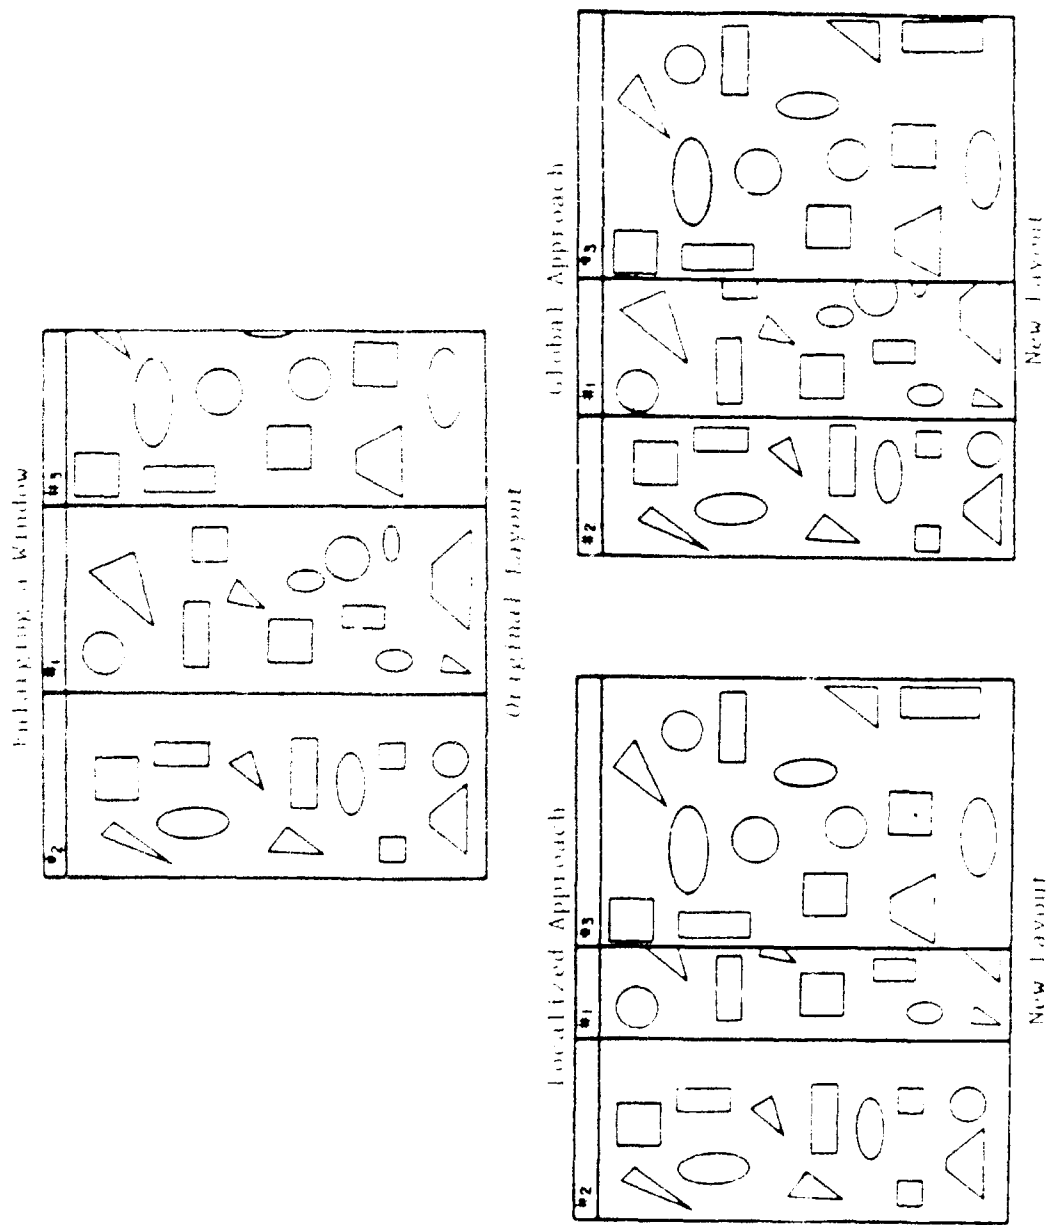 Enlarging a Window
#2 #1 #3
Original Layout
Localized Approach
#2 #1 #3
New Layout
Global Approach
#2 #1 #3
New Layout